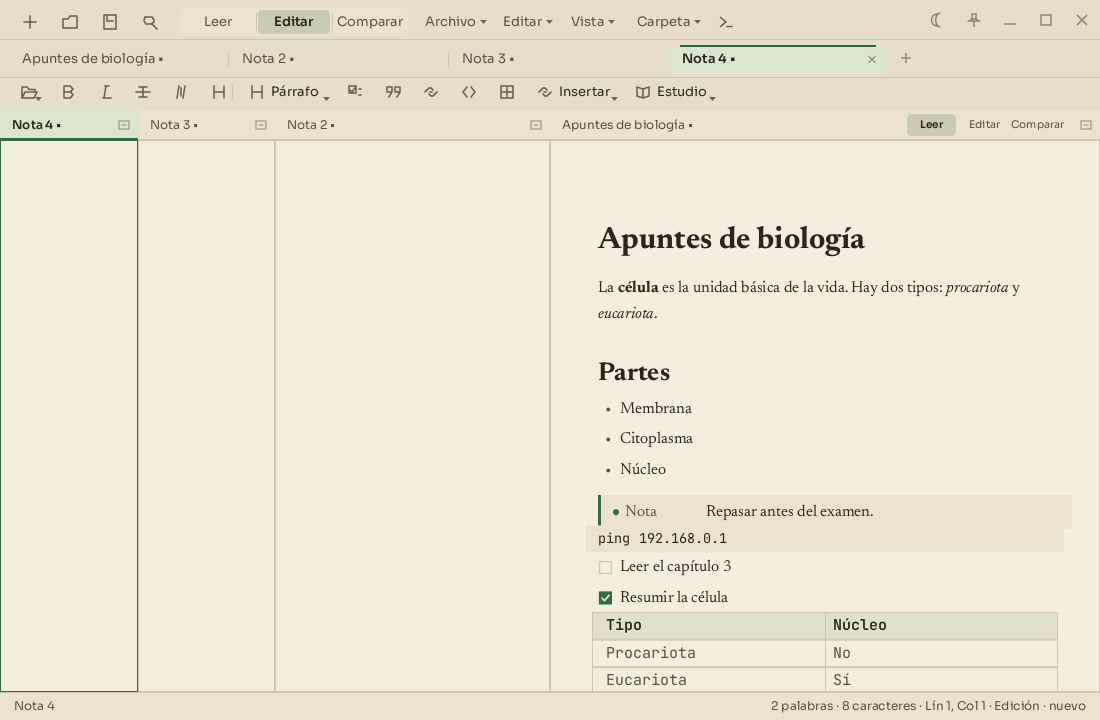 Leer Editar Comparar Archivo Editar Vista Carpeta
Apuntes de biología • Nota 2 • Nota 3 • Nota 4 •
Párrafo Insertar Estudio
Nota 4 • Nota 3 • Nota 2 • Apuntes de biología • Leer Editar Comparar
Apuntes de biología
La célula es la unidad básica de la vida. Hay dos tipos: procariota y
eucariota.
Partes
• Membrana
• Citoplasma
• Núcleo
• Nota Repasar antes del examen.
ping 192.168.0.1
Leer el capítulo 3
Resumir la célula
Tipo Núcleo
Procariota No
Eucariota Sí
Nota 4 2 palabras · 8 caracteres · Lín 1, Col 1 · Edición · nuevo